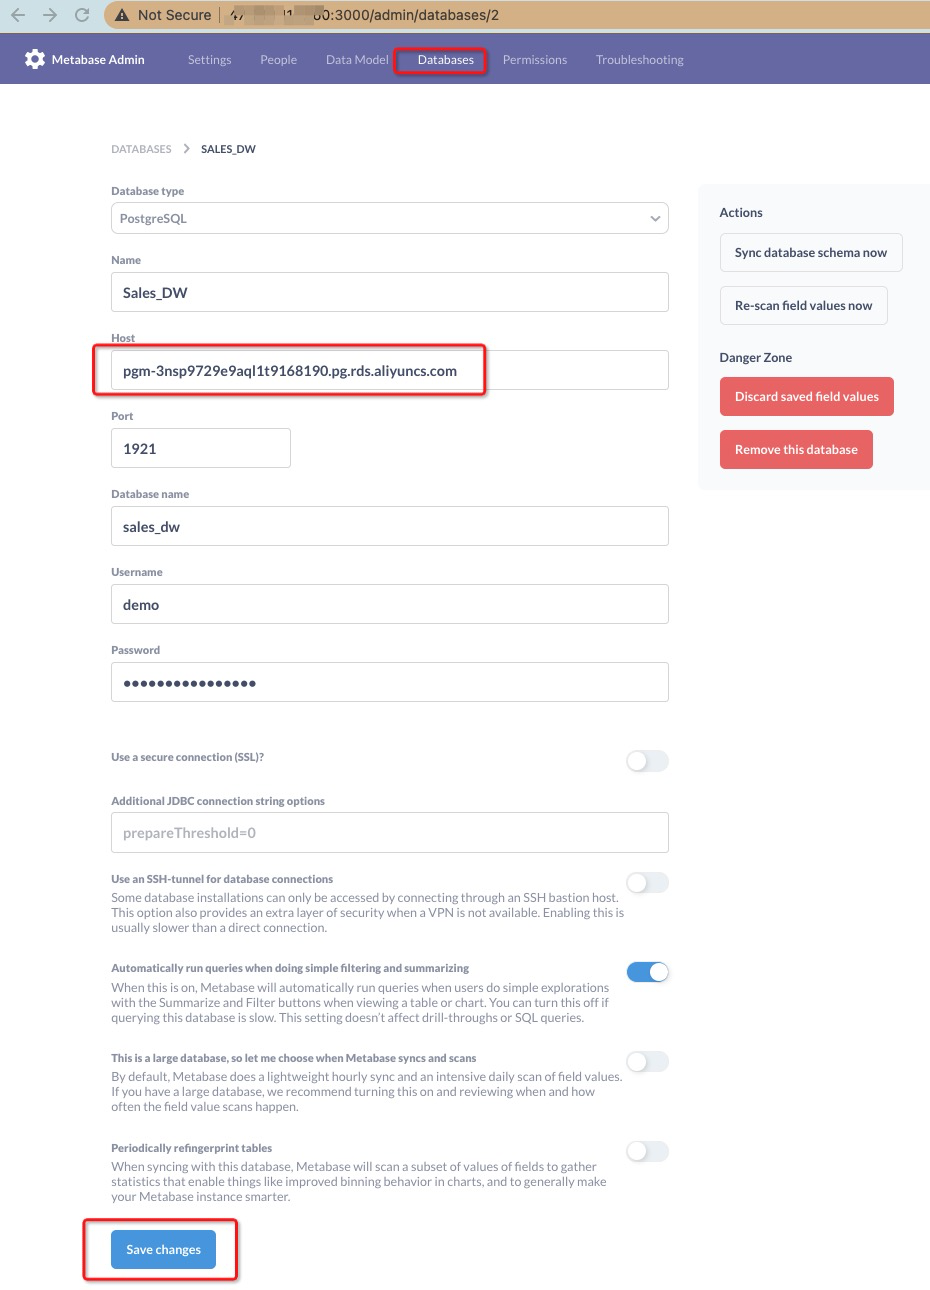 Not Secure
0:3000/admin/databases/2
Metabase Admin
Settings
People
Data Model
Databases
Permissions
Troubleshooting
DATABASES > SALES_DW
Database type
PostgreSQL
Name
Sales_DW
Host
pgm-3nsp9729e9aql1t9168190.pg.rds.aliyuncs.com
Port
1921
Database name
sales_dw
Username
demo
Password
••••••••••••••••
Use a secure connection (SSL)?
Additional JDBC connection string options
prepareThreshold=0
Use an SSH-tunnel for database connections
Some database installations can only be accessed by connecting through an SSH bastion host.
This option also provides an extra layer of security when a VPN is not available. Enabling this is
usually slower than a direct connection.
Automatically run queries when doing simple filtering and summarizing
When this is on, Metabase will automatically run queries when users do simple explorations
with the Summarize and Filter buttons when viewing a table or chart. You can turn this off if
querying this database is slow. This setting doesn't affect drill-throughs or SQL queries.
This is a large database, so let me choose when Metabase syncs and scans
By default, Metabase does a lightweight hourly sync and an intensive daily scan of field values.
If you have a large database, we recommend turning this on and reviewing when and how
often the field value scans happen.
Periodically refingerprint tables
When syncing with this database, Metabase will scan a subset of values of fields to gather
statistics that enable things like improved binning behavior in charts, and to generally make
your Metabase instance smarter.
Save changes
Actions
Sync database schema now
Re-scan field values now
Danger Zone
Discard saved field values
Remove this database